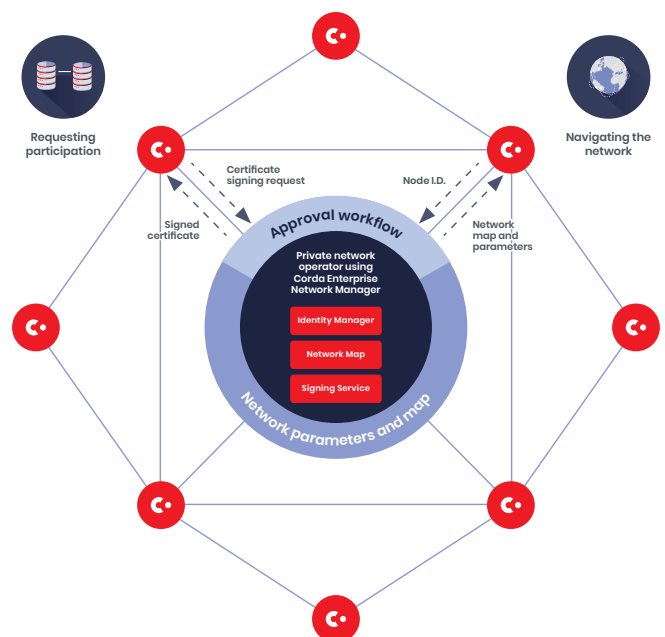 Requesting
participation
Navigating the
network
Certificate
signing request
Node I.D.
Signed
certificate
Network
map and
parameters
Approval workflow
Private network
operator using
Corda Enterprise
Network Manager
Identity Manager
Network Map
Signing Service
Network parameters and map